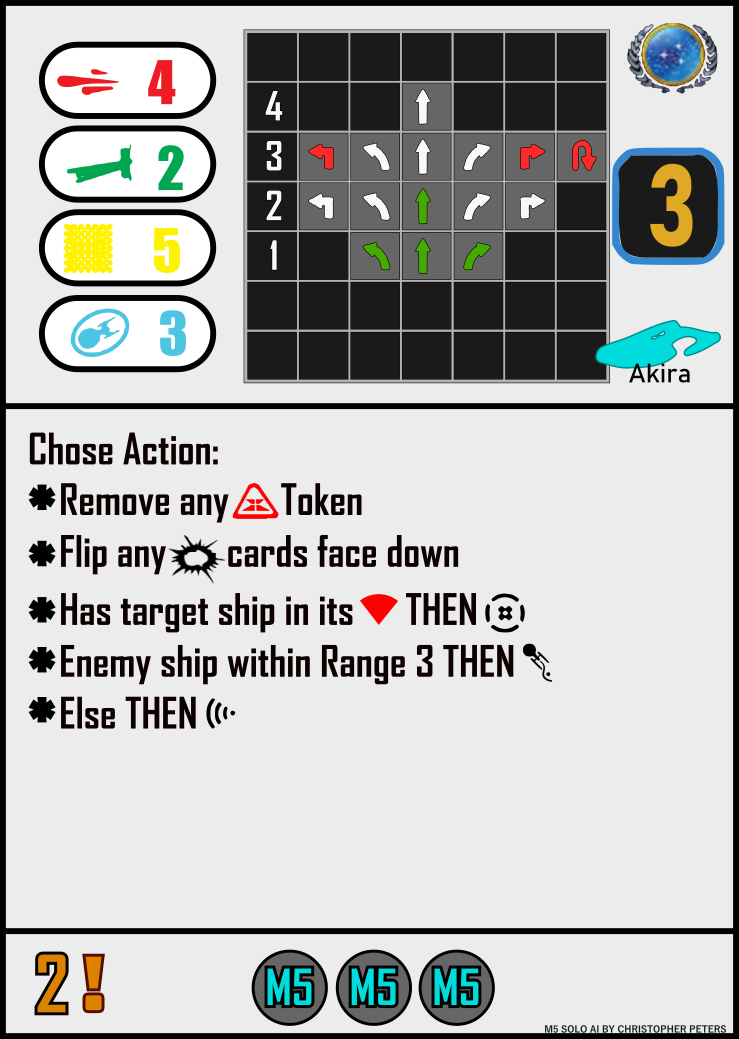 4
2
5
3
4
3
2
1
3
Akira
Chose Action:
Remove any Token
Flip any cards face down
Has target ship in its THEN
Enemy ship within Range 3 THEN
Else THEN
2!
M5 M5 M5
M5 SOLO AI BY CHRISTOPHER PETERS